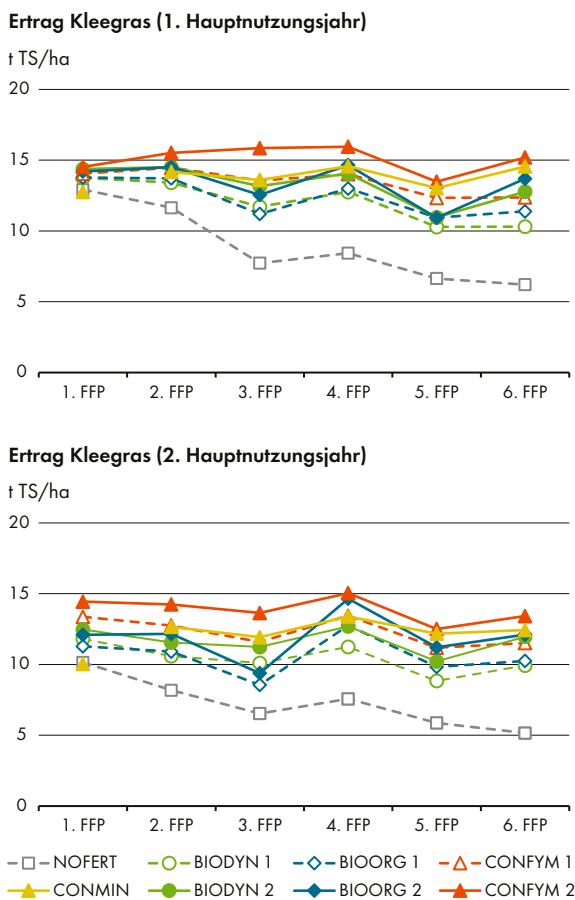 Ertrag Kleegras (1. Hauptnutzungsjahr)
t TS/ha
20
15
10
5
0
1. FFP 2. FFP 3. FFP 4. FFP 5. FFP 6. FFP
Ertrag Kleegras (2. Hauptnutzungsjahr)
t TS/ha
20
15
10
5
0
1. FFP 2. FFP 3. FFP 4. FFP 5. FFP 6. FFP
NOFERT BIODYN 1 BIOORG 1 CONFYM 1
CONMIN BIODYN 2 BIOORG 2 CONFYM 2